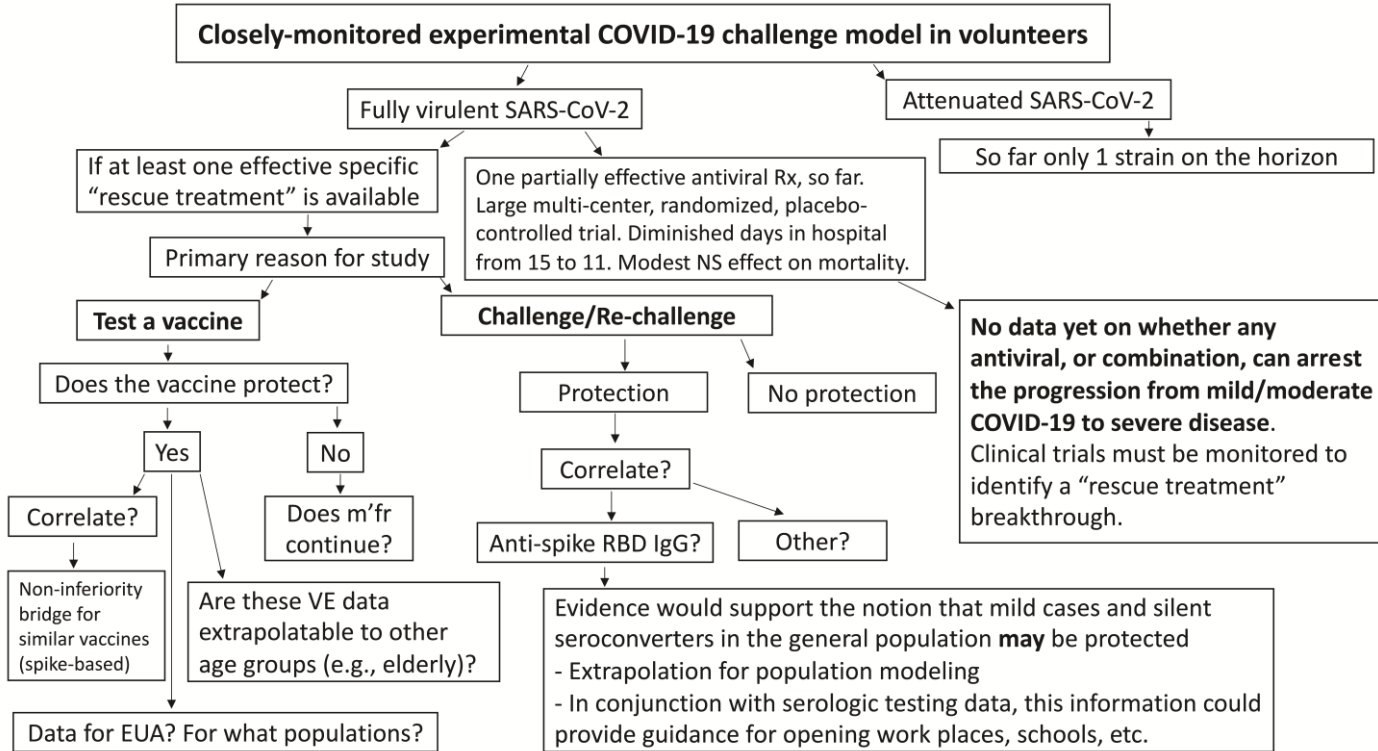 Closely-monitored experimental COVID-19 challenge model in volunteers
Fully virulent SARS-CoV-2
Attenuated SARS-CoV-2
So far only 1 strain on the horizon
If at least one effective specific
“rescue treatment” is available
One partially effective antiviral Rx, so far.
Large multi-center, randomized, placebo-
controlled trial. Diminished days in hospital
from 15 to 11. Modest NS effect on mortality.
Primary reason for study
Test a vaccine
Challenge/Re-challenge
No data yet on whether any
antiviral, or combination, can arrest
the progression from mild/moderate
COVID-19 to severe disease.
Clinical trials must be monitored to
identify a “rescue treatment”
breakthrough.
Does the vaccine protect?
Protection
No protection
Yes
No
Correlate?
Correlate?
Does m’fr
continue?
Anti-spike RBD IgG?
Other?
Non-inferiority
bridge for
similar vaccines
(spike-based)
Are these VE data
extrapolatable to other
age groups (e.g., elderly)?
Evidence would support the notion that mild cases and silent
seroconverters in the general population may be protected
- Extrapolation for population modeling
- In conjunction with serologic testing data, this information could
provide guidance for opening work places, schools, etc.
Data for EUA? For what populations?